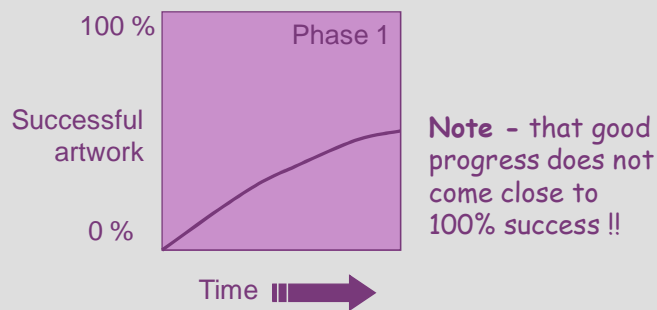 100 %
Phase 1
Successful
artwork
0 %
Time
Note - that good
progress does not
come close to
100% success !!